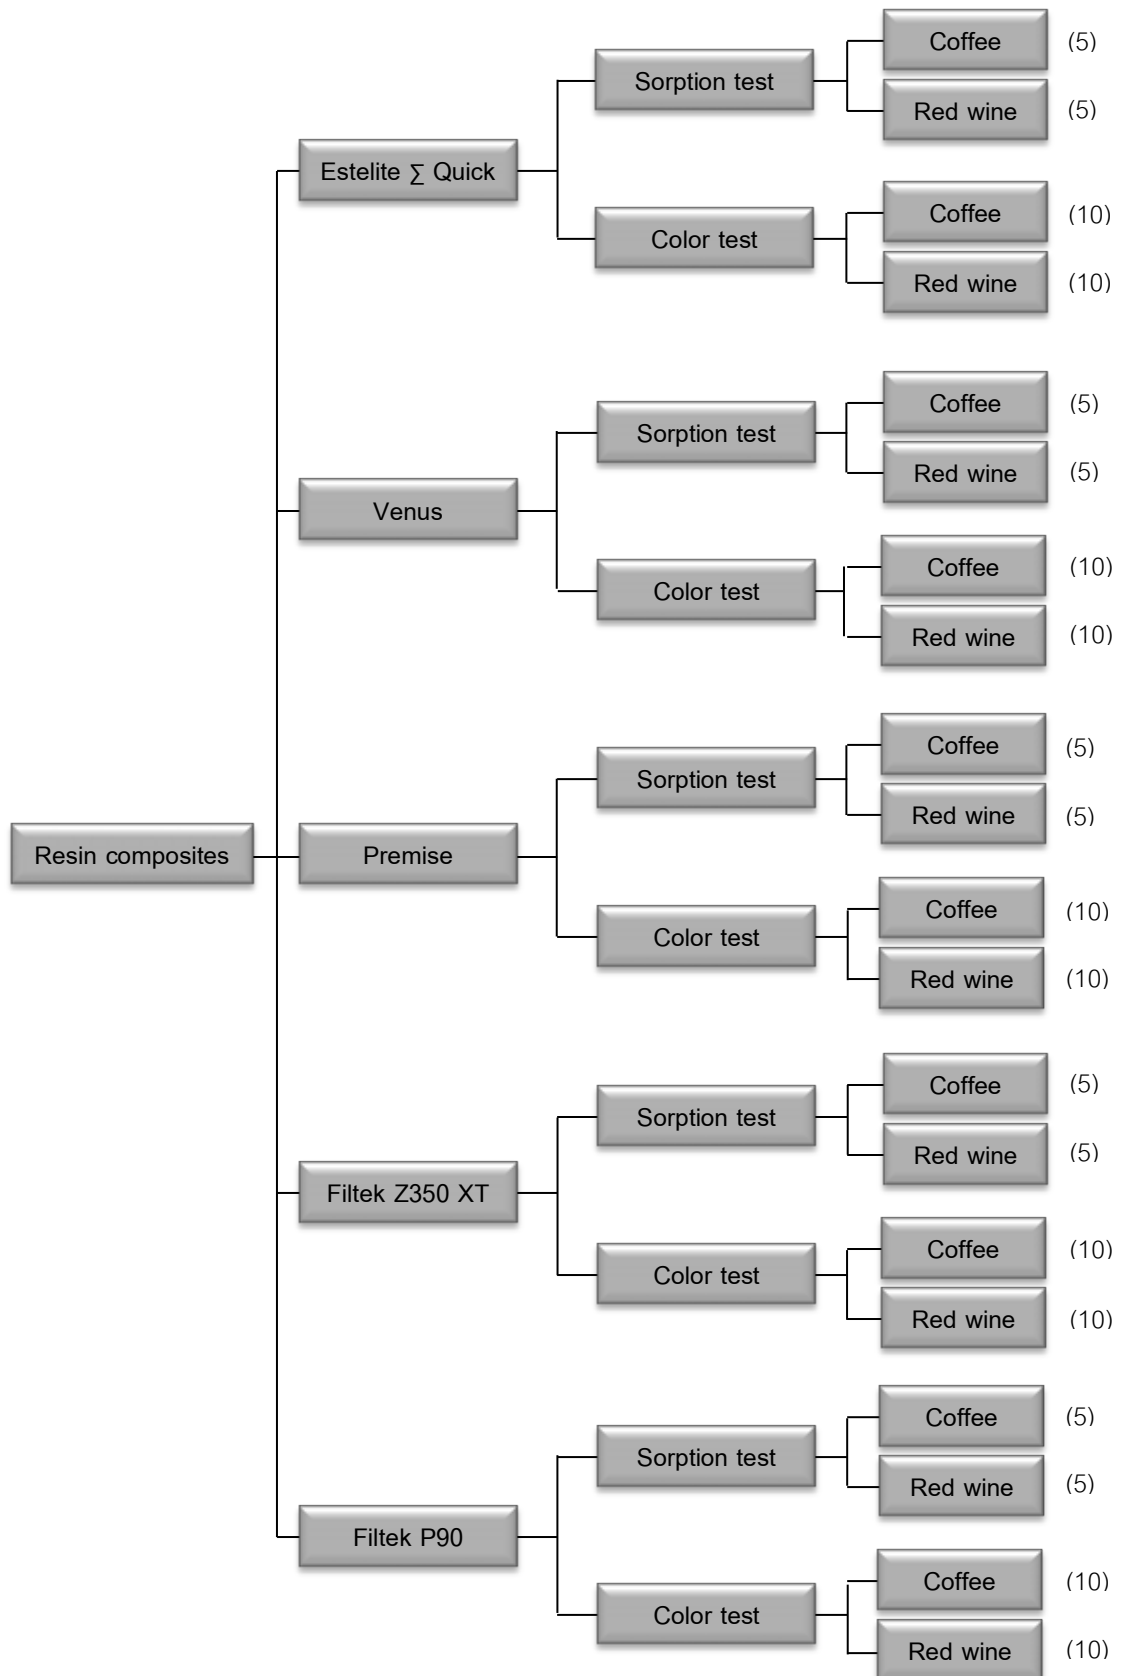 Coffee (5)
Sorption test
Red wine (5)
Estelite ∑ Quick
Coffee (10)
Color test
Red wine (10)
Coffee (5)
Sorption test
Red wine (5)
Venus
Coffee (10)
Color test
Red wine (10)
Coffee (5)
Sorption test
Red wine (5)
Resin composites
Premise
Coffee (10)
Color test
Red wine (10)
Coffee (5)
Sorption test
Red wine (5)
Filtek Z350 XT
Coffee (10)
Color test
Red wine (10)
Coffee (5)
Sorption test
Red wine (5)
Filtek P90
Coffee (10)
Color test
Red wine (10)